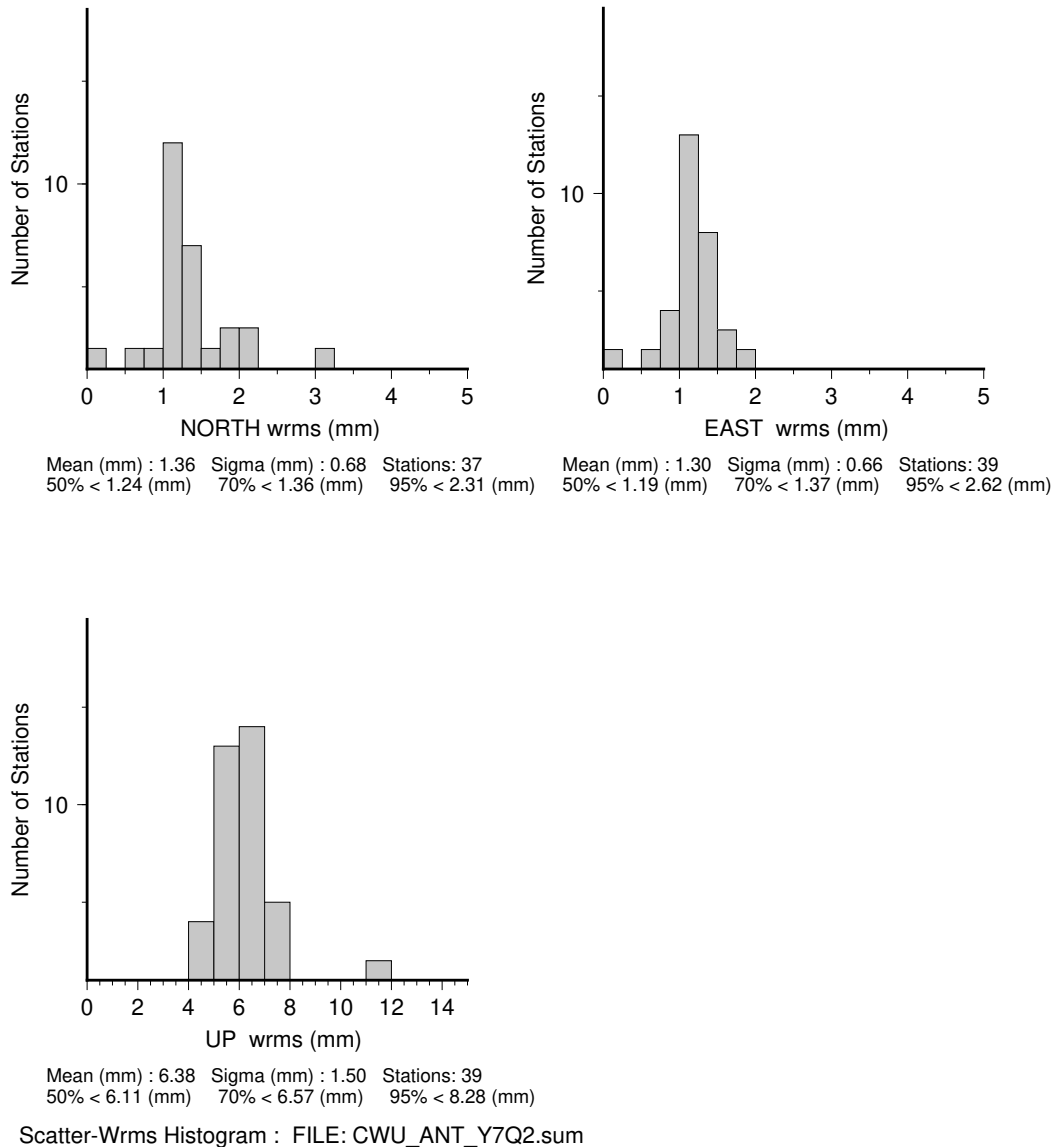 Number of Stations
10
0 1 2 3 4 5
NORTH wrms (mm)
Mean (mm) : 1.36 Sigma (mm) : 0.68 Stations: 37
50% < 1.24 (mm) 70% < 1.36 (mm) 95% < 2.31 (mm)
Number of Stations
10
0 1 2 3 4 5
EAST wrms (mm)
Mean (mm) : 1.30 Sigma (mm) : 0.66 Stations: 39
50% < 1.19 (mm) 70% < 1.37 (mm) 95% < 2.62 (mm)
Number of Stations
10
0 2 4 6 8 10 12 14
UP wrms (mm)
Mean (mm) : 6.38 Sigma (mm) : 1.50 Stations: 39
50% < 6.11 (mm) 70% < 6.57 (mm) 95% < 8.28 (mm)
Scatter-Wrms Histogram : FILE: CWU_ANT_Y7Q2.sum